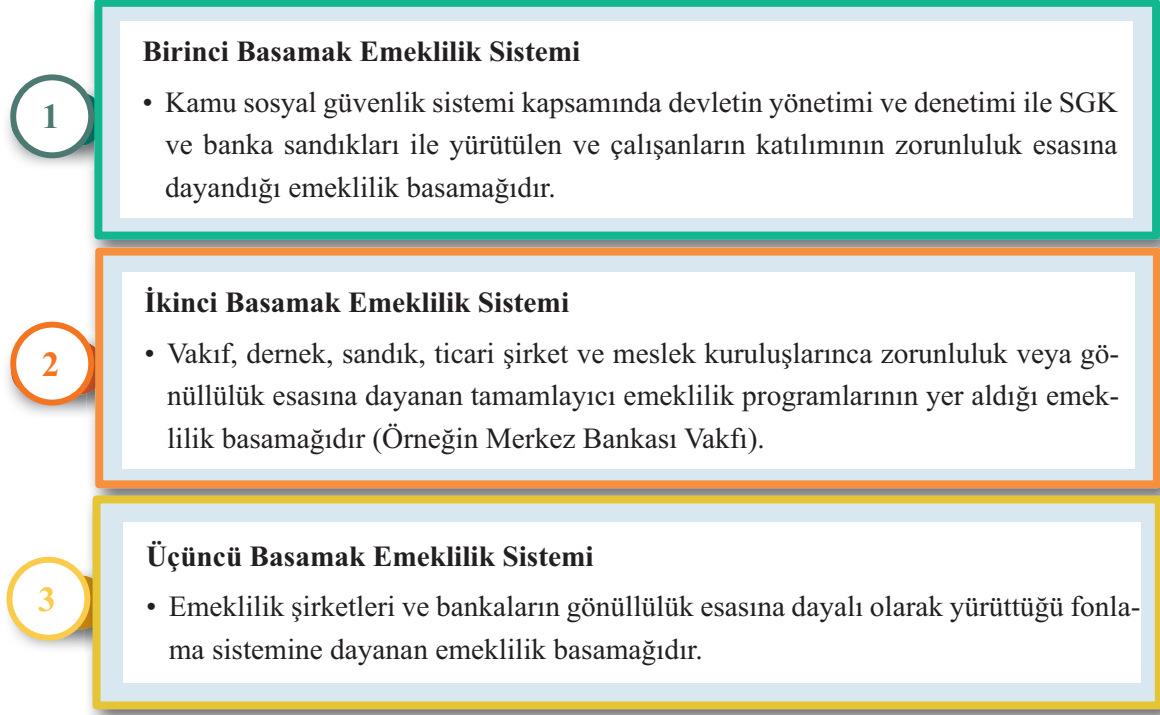 1
Birinci Basamak Emeklilik Sistemi
• Kamu sosyal güvenlik sistemi kapsamında devletin yönetimi ve denetimi ile SGK
ve banka sandıkları ile yürütülen ve çalışanların katılımının zorunluluk esasına
dayandığı emeklilik basamağıdır.
2
İkinci Basamak Emeklilik Sistemi
• Vakıf, dernek, sandık, ticari şirket ve meslek kuruluşlarınca zorunluluk veya gö-
nüllülük esasına dayanan tamamlayıcı emeklilik programlarının yer aldığı emek-
lilik basamağıdır (Örneğin Merkez Bankası Vakfı).
3
Üçüncü Basamak Emeklilik Sistemi
• Emeklilik şirketleri ve bankaların gönüllülük esasına dayalı olarak yürüttüğü fonla-
ma sistemine dayanan emeklilik basamağıdır.